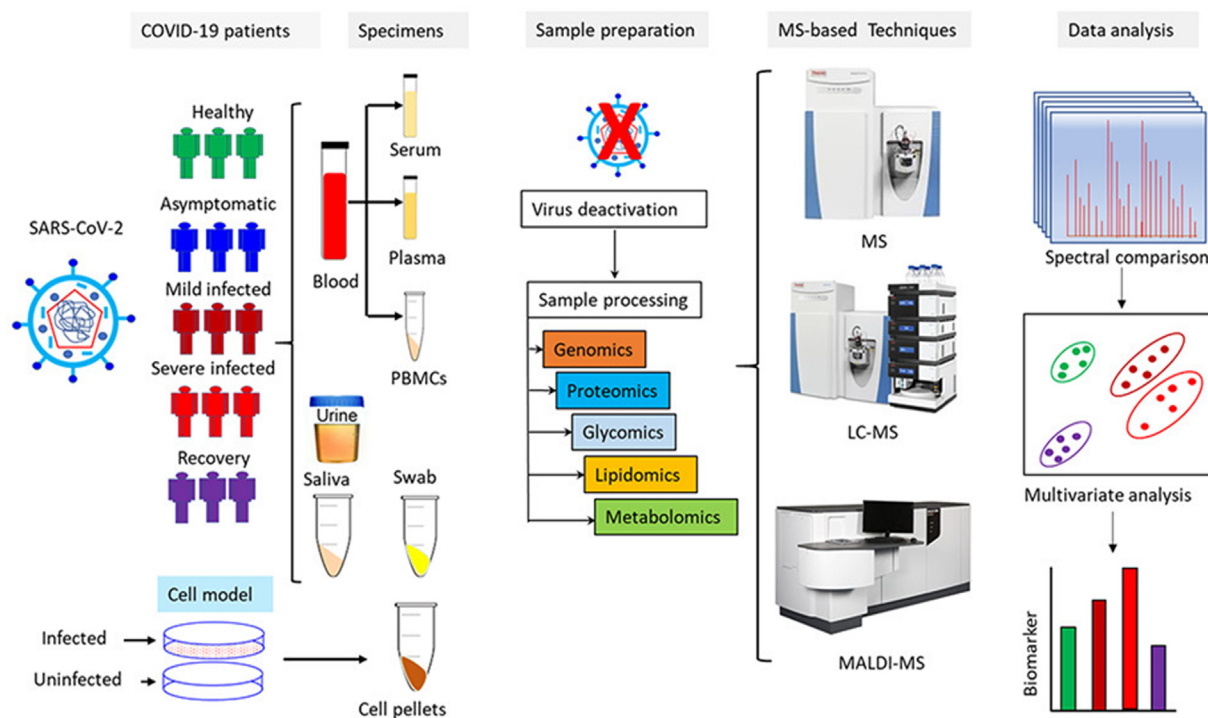 COVID-19 patients
Specimens
Sample preparation
MS-based Techniques
Data analysis
SARS-CoV-2
Healthy
Asymptomatic
Mild infected
Severe infected
Recovery
Cell model
Infected
Uninfected
Blood
Serum
Plasma
PBMCs
Urine
Saliva
Swab
Cell pellets
X
Virus deactivation
Sample processing
Genomics
Proteomics
Glycomics
Lipidomics
Metabolomics
MS
LC-MS
MALDI-MS
Spectral comparison
Multivariate analysis
Biomarker